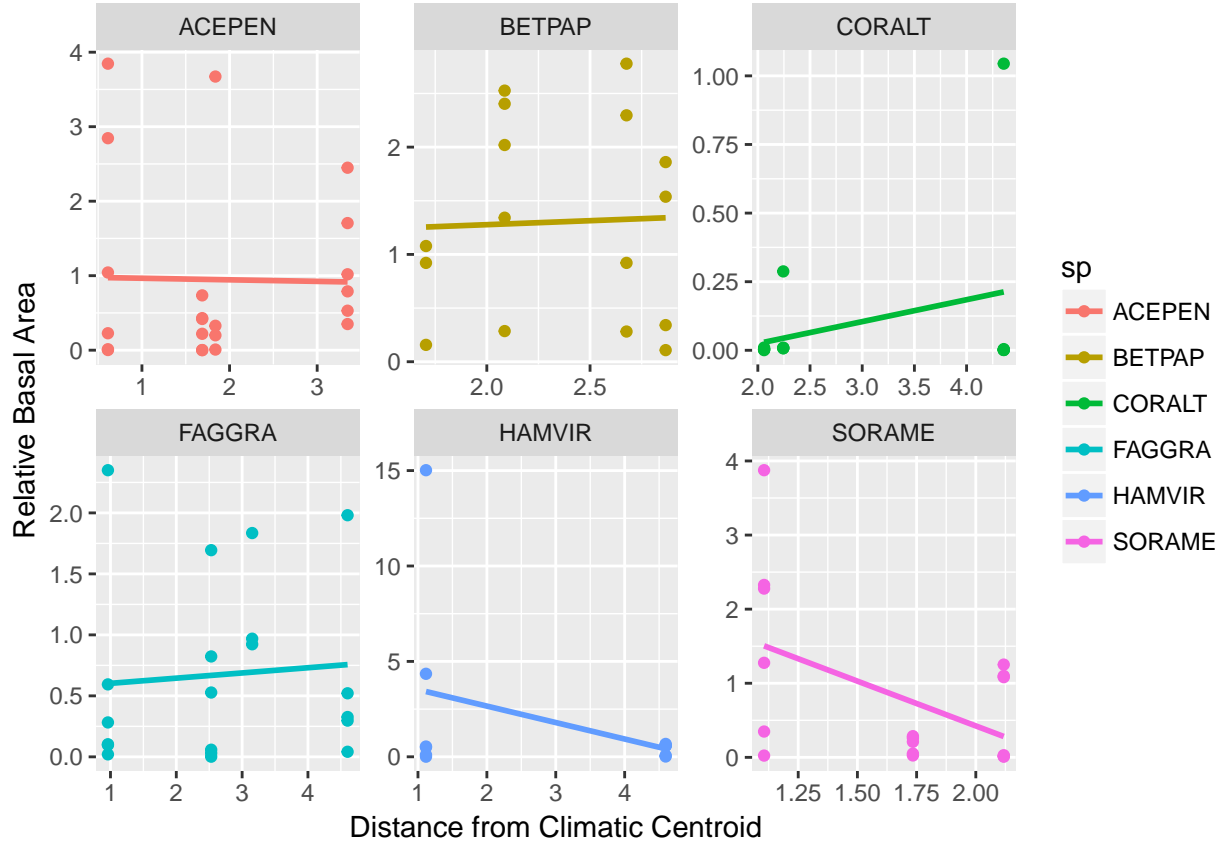 ACEPEN BETPAP CORALT
4
3
2
1
0
1 2 3
2
1
0
2.0 2.5
1.00
0.75
0.50
0.25
0.00
2.0 2.5 3.0 3.5 4.0
FAGGRA HAMVIR SORAME
2.0
1.5
1.0
0.5
0.0
1 2 3 4
15
10
5
0
1 2 3 4
4
3
2
1
0
1.25 1.50 1.75 2.00
Relative Basal Area
Distance from Climatic Centroid
sp
ACEPEN
BETPAP
CORALT
FAGGRA
HAMVIR
SORAME